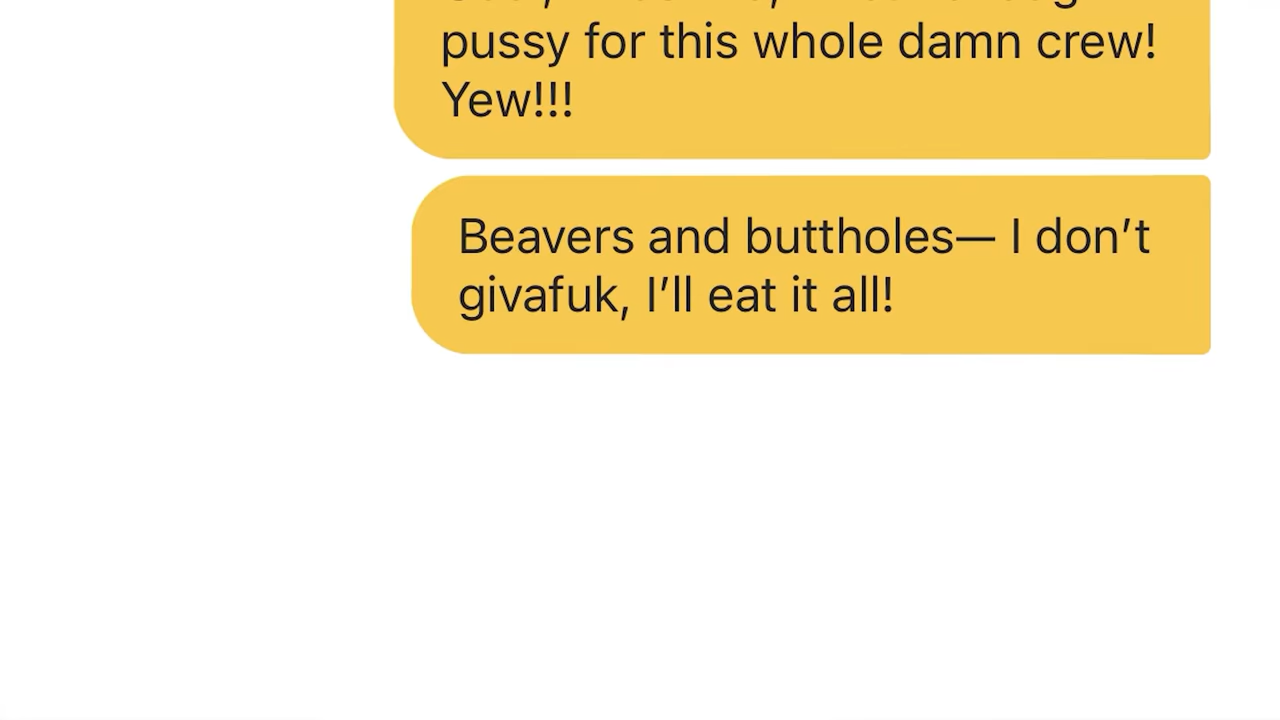 pussy for this whole damn crew!
Yew!!!
Beavers and buttholes— I don’t
givafuk, I’ll eat it all!